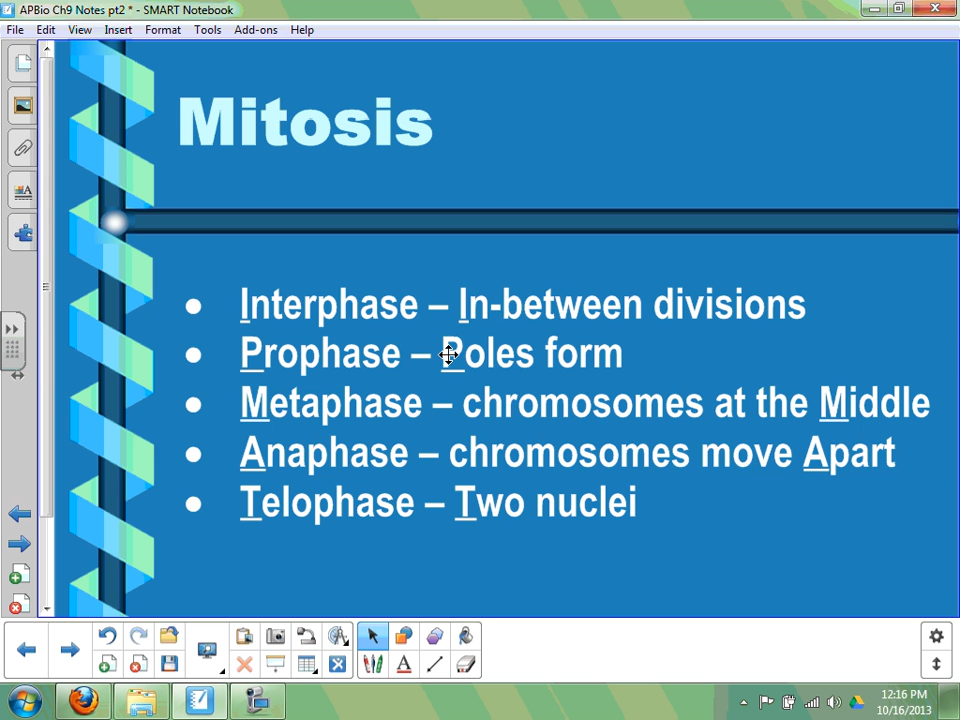 APBio Ch9 Notes pt2 * - SMART Notebook
File Edit View Insert Format Tools Add-ons Help
Mitosis
• Interphase – In-between divisions
• Prophase – Poles form
• Metaphase – chromosomes at the Middle
• Anaphase – chromosomes move Apart
• Telophase – Two nuclei
12:16 PM
10/16/2013